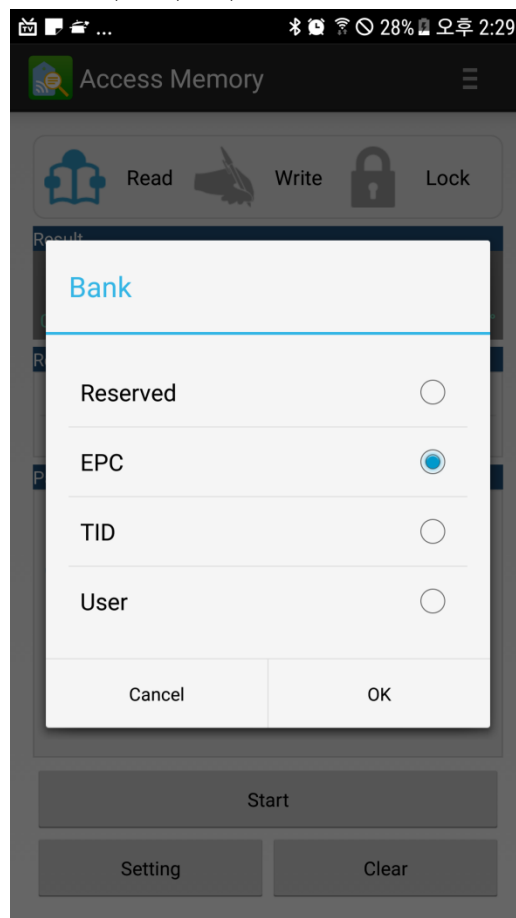 ... 28% 오후 2:29
Access Memory
Read Write Lock
Result
Bank
Reserved
EPC
TID
User
Cancel OK
Start
Setting Clear